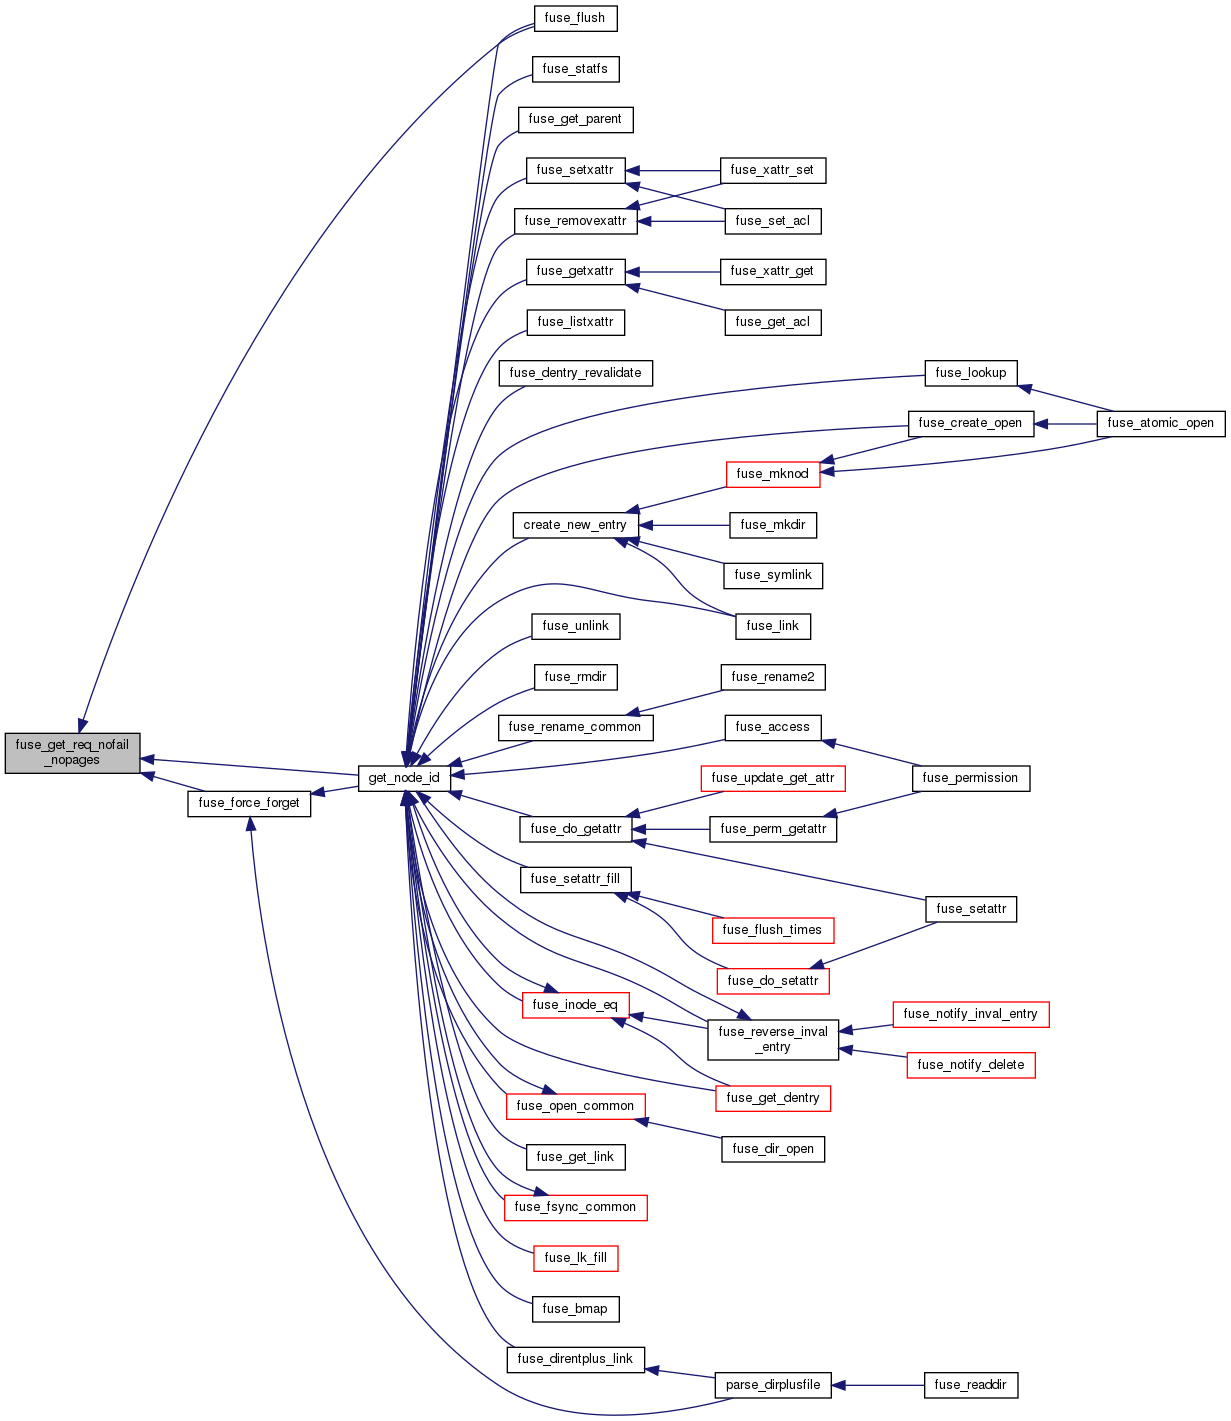 fuse_flush
fuse_statfs
fuse_get_parent
fuse_setxattr
fuse_xattr_set
fuse_removexattr
fuse_set_acl
fuse_getxattr
fuse_xattr_get
fuse_listxattr
fuse_get_acl
fuse_dentry_revalidate
fuse_lookup
fuse_create_open
fuse_atomic_open
fuse_mknod
create_new_entry
fuse_mkdir
fuse_symlink
fuse_unlink
fuse_link
fuse_rmdir
fuse_rename2
fuse_rename_common
fuse_access
fuse_get_req_nofail
_nopages
get_node_id
fuse_update_get_attr
fuse_permission
fuse_force_forget
fuse_do_getattr
fuse_perm_getattr
fuse_setattr_fill
fuse_setattr
fuse_flush_times
fuse_do_setattr
fuse_inode_eq
fuse_notify_inval_entry
fuse_reverse_inval
_entry
fuse_notify_delete
fuse_get_dentry
fuse_open_common
fuse_dir_open
fuse_get_link
fuse_fsync_common
fuse_lk_fill
fuse_bmap
fuse_direntplus_link
parse_dirplusfile
fuse_readdir